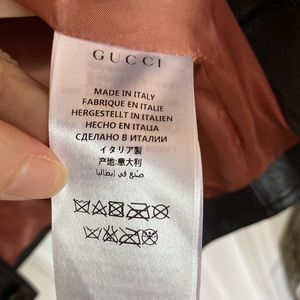 GUCCI
MADE IN ITALY
FABRIQUE EN ITALIE
HERGESTELLT IN ITALIEN
HECHO EN ITALIA
СДЕЛАНО В ИТАЛИИ
イタリア製
产地:意大利
صنع في إيطاليا